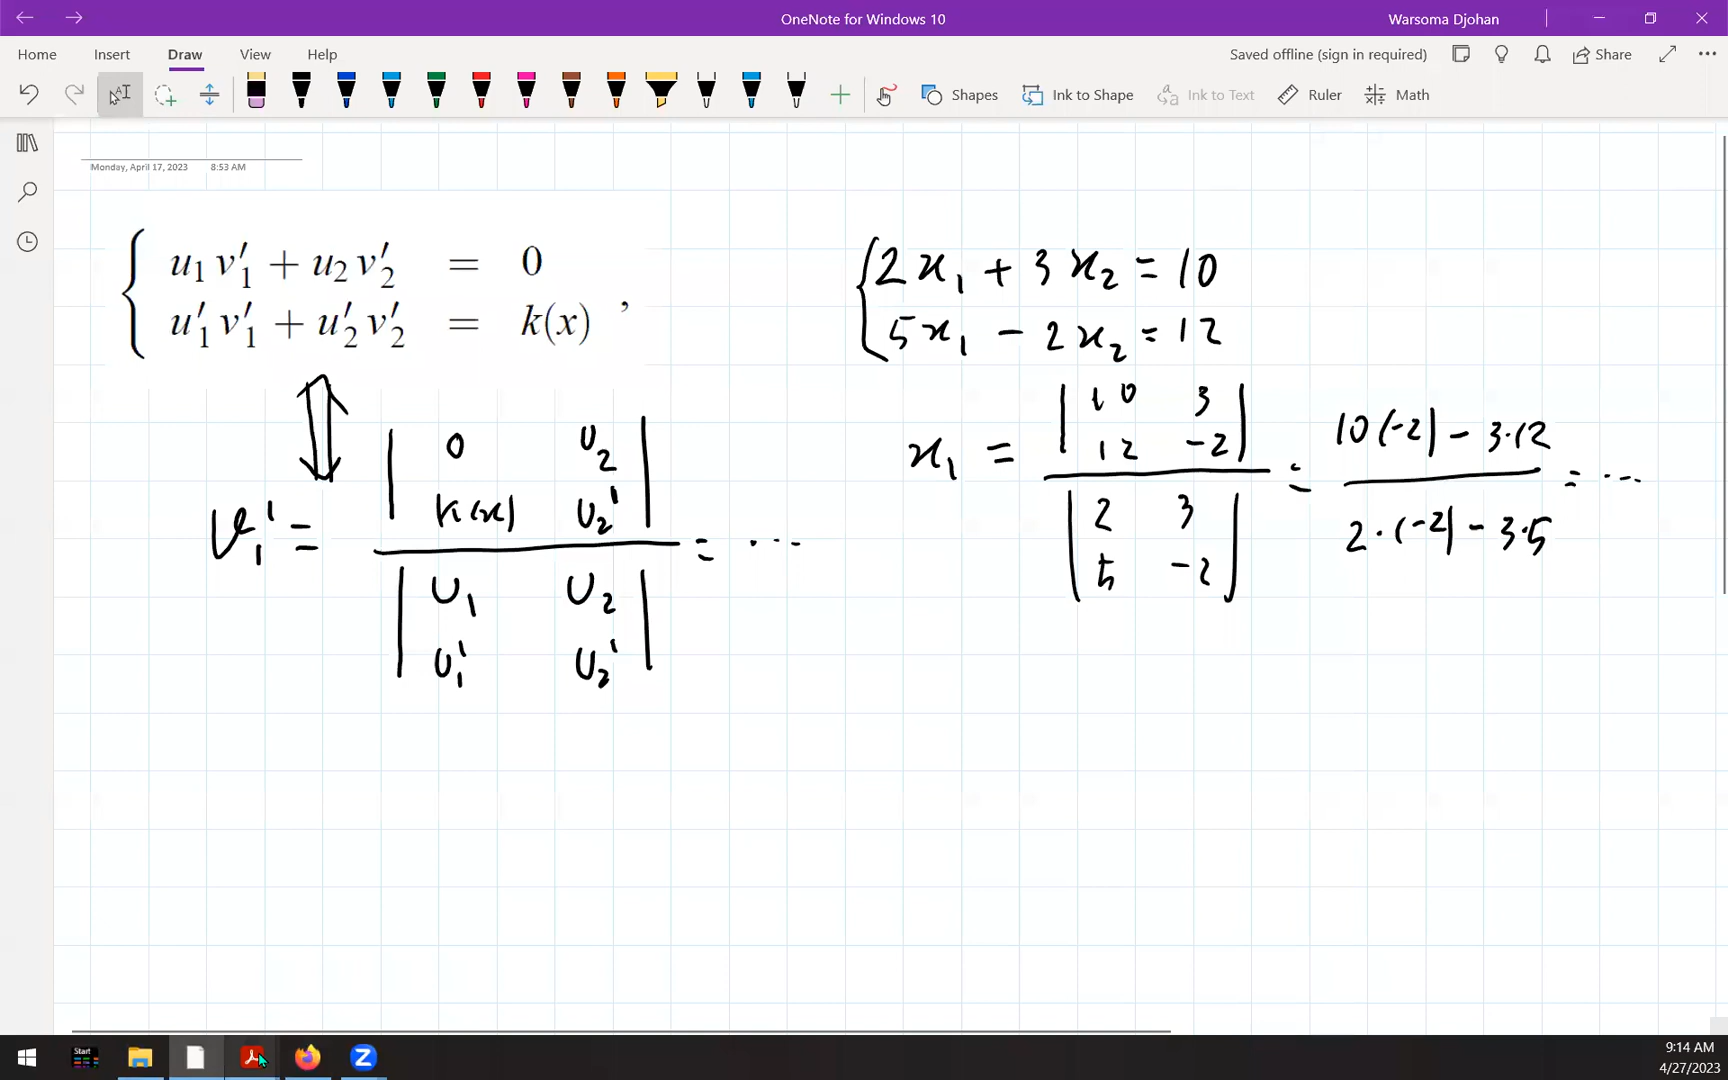 OneNote for Windows 10
Warsoma Djohan
Home Insert Draw View Help
Saved offline (sign in required) Share
Shapes Ink to Shape Ink to Text Ruler Math
Monday, April 17, 2023 8:53 AM
u₁ v₁′ + u₂ v₂′ = 0
u₁′ v₁′ + u₂′ v₂′ = k(x) ,
v₁' =
0 u₂
k(x) u₂'
= ...
u₁ u₂
u₁' u₂'
2x₁ + 3x₂ = 10
5x₁ - 2x₂ = 12
x₁ =
10 3
12 -2
2 3
5 -2
=
10(-2) - 3·12
2·(-2) - 3·5
= ...
Start
9:14 AM
4/27/2023